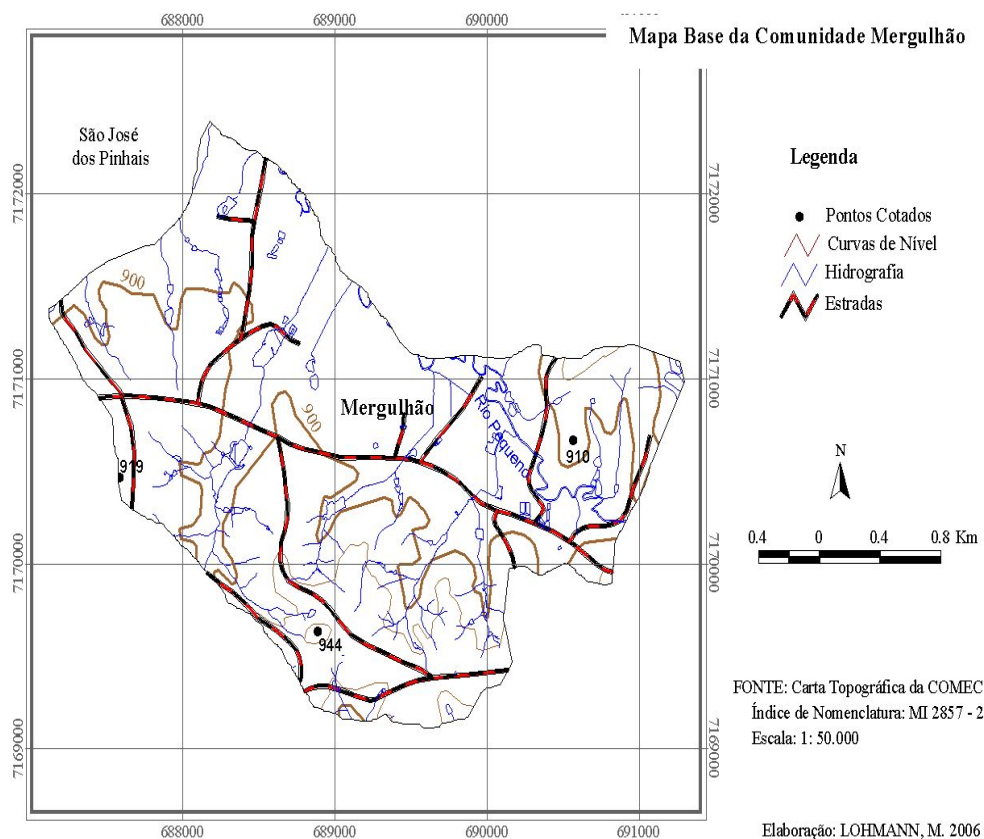 688000 689000 690000
Mapa Base da Comunidade Mergulhão
São José
dos Pinhais
7172000
7172000
Legenda
Pontos Cotados
Curvas de Nível
Hidrografia
Estradas
900
7171000
7171000
900
Mergulhão
Rio Pequeno
910
919
N
0.4 0 0.4 0.8 Km
7170000
7170000
944
FONTE: Carta Topográfica da COMEC
Índice de Nomenclatura: MI 2857 - 2
Escala: 1: 50.000
7169000
7169000
688000 689000 690000 691000
Elaboração: LOHMANN, M. 2006